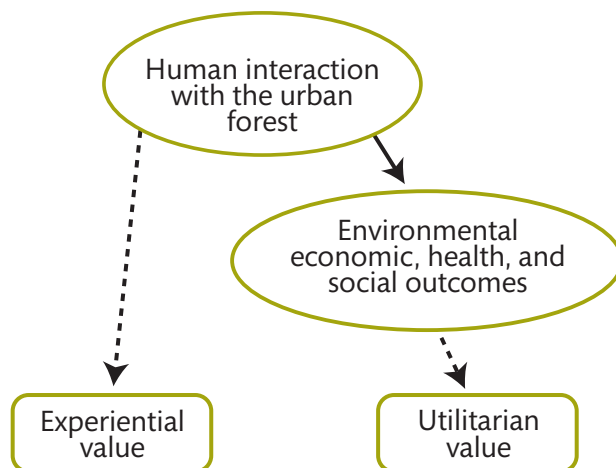 Human interaction
with the urban
forest
Environmental
economic, health, and
social outcomes
Experiential
value
Utilitarian
value